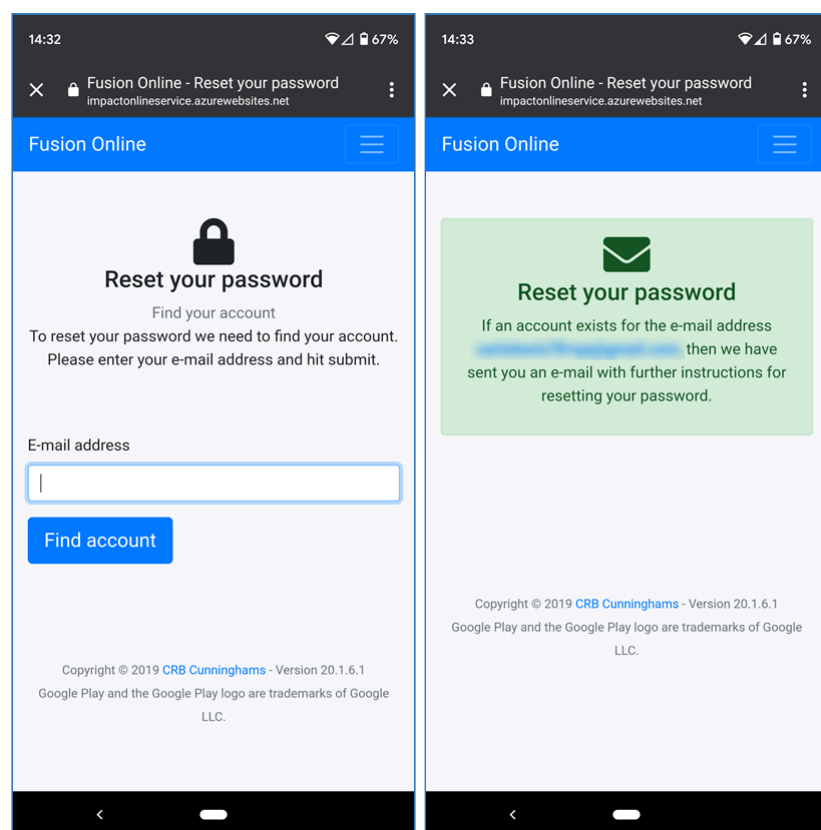 14:32
67%
Fusion Online - Reset your password
impactonlineservice.azurewebsites.net
Fusion Online
Reset your password
Find your account
To reset your password we need to find your account.
Please enter your e-mail address and hit submit.
E-mail address
Find account
Copyright © 2019 CRB Cunninghams - Version 20.1.6.1
Google Play and the Google Play logo are trademarks of Google
LLC.
14:33
67%
Fusion Online - Reset your password
impactonlineservice.azurewebsites.net
Fusion Online
Reset your password
If an account exists for the e-mail address
, then we have
sent you an e-mail with further instructions for
resetting your password.
Copyright © 2019 CRB Cunninghams - Version 20.1.6.1
Google Play and the Google Play logo are trademarks of Google
LLC.